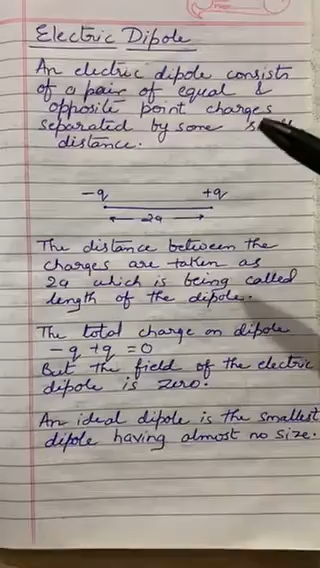 Electric Dipole
An electric dipole consists
of a pair of equal &
opposite point charges
separated by some
distance.
-q +q
2a
The distance between the
charges are taken as
2a which is being called
length of the dipole.
The total charge on dipole
-q +q = 0
But the field of the electric
dipole is zero.
An ideal dipole is the smallest
dipole having almost no size.